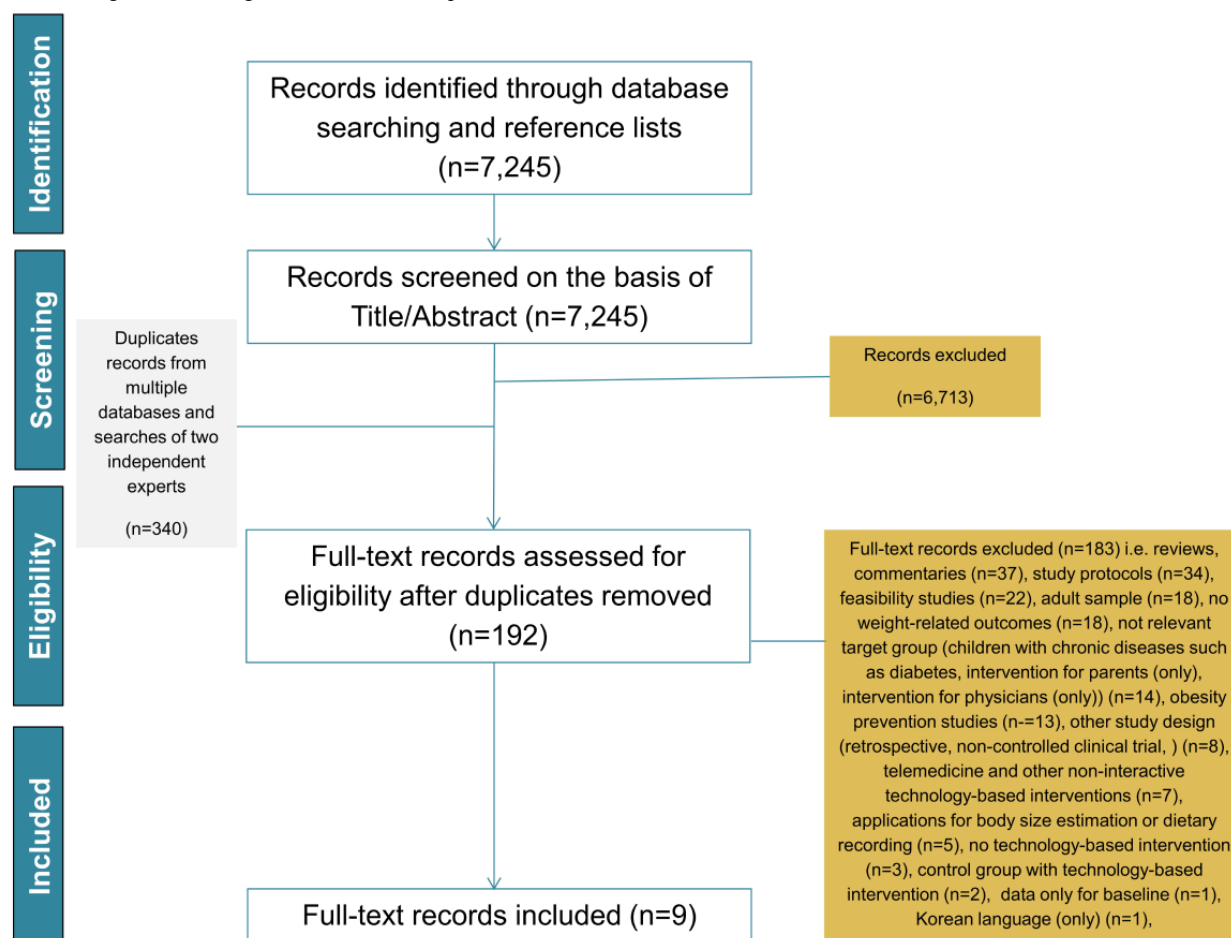 Identification
Records identified through database
searching and reference lists
(n=7,245)
Screening
Records screened on the basis of
Title/Abstract (n=7,245)
Duplicates
records from
multiple
databases and
searches of two
independent
experts
(n=340)
Records excluded
(n=6,713)
Eligibility
Full-text records assessed for
eligibility after duplicates removed
(n=192)
Full-text records excluded (n=183) i.e. reviews,
commentaries (n=37), study protocols (n=34),
feasibility studies (n=22), adult sample (n=18), no
weight-related outcomes (n=18), not relevant
target group (children with chronic diseases such
as diabetes, intervention for parents (only),
intervention for physicians (only)) (n=14), obesity
prevention studies (n-=13), other study design
(retrospective, non-controlled clinical trial, ) (n=8),
telemedicine and other non-interactive
technology-based interventions (n=7),
applications for body size estimation or dietary
recording (n=5), no technology-based intervention
(n=3), control group with technology-based
intervention (n=2), data only for baseline (n=1),
Korean language (only) (n=1),
Included
Full-text records included (n=9)